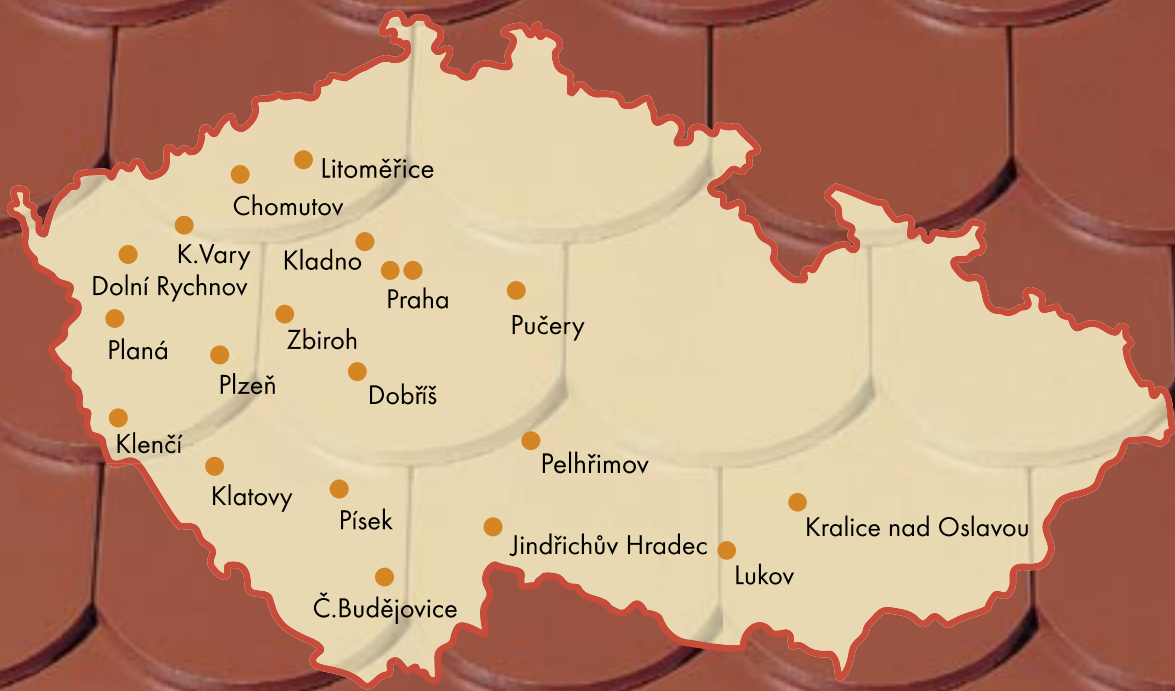 Litoměřice
Chomutov
K.Vary
Kladno
Dolní Rychnov
Praha
Pučery
Zbiroh
Planá
Plzeň
Dobříš
Klenčí
Pelhřimov
Klatovy
Písek
Kralice nad Oslavou
Jindřichův Hradec
Lukov
Č.Budějovice